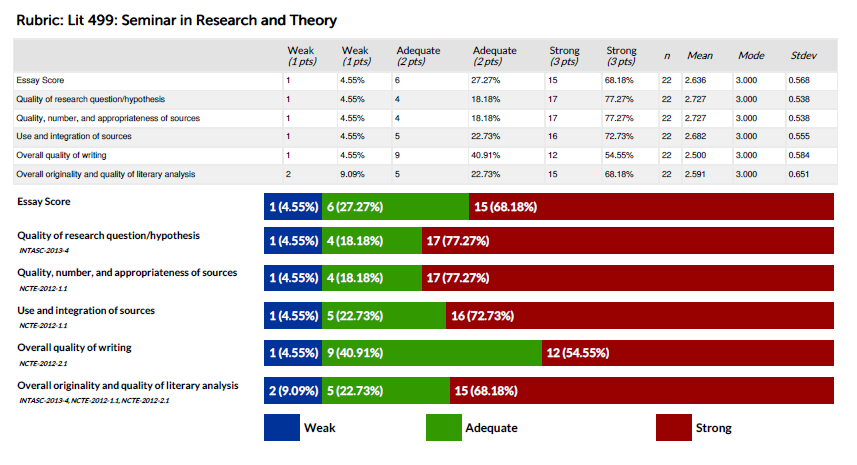 Rubric: Lit 499: Seminar in Research and Theory
Weak (1 pts) Weak (1 pts) Adequate (2 pts) Adequate (2 pts) Strong (3 pts) Strong (3 pts) n Mean Mode Stdev
Essay Score 1 4.55% 6 27.27% 15 68.18% 22 2.636 3.000 0.568
Quality of research question/hypothesis 1 4.55% 4 18.18% 17 77.27% 22 2.727 3.000 0.538
Quality, number, and appropriateness of sources 1 4.55% 4 18.18% 17 77.27% 22 2.727 3.000 0.538
Use and integration of sources 1 4.55% 5 22.73% 16 72.73% 22 2.682 3.000 0.555
Overall quality of writing 1 4.55% 9 40.91% 12 54.55% 22 2.500 3.000 0.584
Overall originality and quality of literary analysis 2 9.09% 5 22.73% 15 68.18% 22 2.591 3.000 0.651
Essay Score 1 (4.55%) 6 (27.27%) 15 (68.18%)
Quality of research question/hypothesis 1 (4.55%) 4 (18.18%) 17 (77.27%)
INTASC-2013-4
Quality, number, and appropriateness of sources 1 (4.55%) 4 (18.18%) 17 (77.27%)
NCTE-2012-1.1
Use and integration of sources 1 (4.55%) 5 (22.73%) 16 (72.73%)
NCTE-2012-1.1
Overall quality of writing 1 (4.55%) 9 (40.91%) 12 (54.55%)
NCTE-2012-2.1
Overall originality and quality of literary analysis 2 (9.09%) 5 (22.73%) 15 (68.18%)
INTASC-2013-4, NCTE-2012-1.1, NCTE-2012-2.1
Weak Adequate Strong